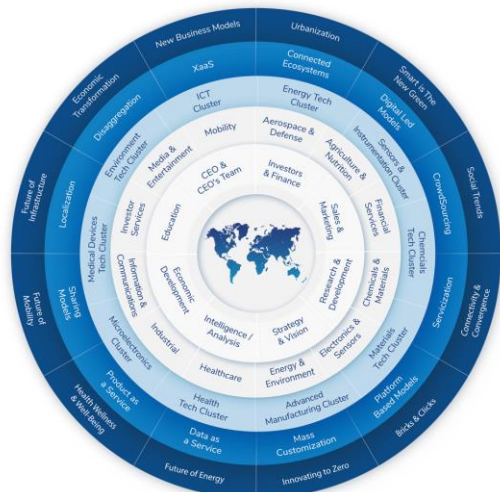 New Business Models
Urbanization
Smart is The
New Green
Social Trends
Connectivity &
Convergence
Bricks & Clicks
Innovating to Zero
Future of Energy
Health Wellness
& Well-Being
Future of
Mobility
Future of
Infrastructure
Economic
Transformation
XaaS
Connected
Ecosystems
Digital Led
Models
CrowdSourcing
Servicization
Platform
Based Models
Mass
Customization
Data as
a Service
Product as
a Service
Sharing
Models
Localization
Disaggregation
ICT
Cluster
Energy Tech
Cluster
Sensors &
Instrumentation Cluster
Chemcials
Tech Cluster
Materials
Tech Cluster
Advanced
Manufacturing Cluster
Health
Tech Cluster
Microelectronics
Cluster
Medical Devices
Tech Cluster
Environment
Tech Cluster
Mobility
Aerospace &
Defense
Agriculture &
Nutrition
Financial
Services
Chemicals &
Materials
Electronics &
Sensors
Energy &
Environment
Healthcare
Industrial
Information &
Communications
Investor
Services
Media &
Entertainment
CEO &
CEO's Team
Investors
& Finance
Sales &
Marketing
Research &
Development
Strategy
& Vision
Intelligence /
Analysis
Economic
Development
Education